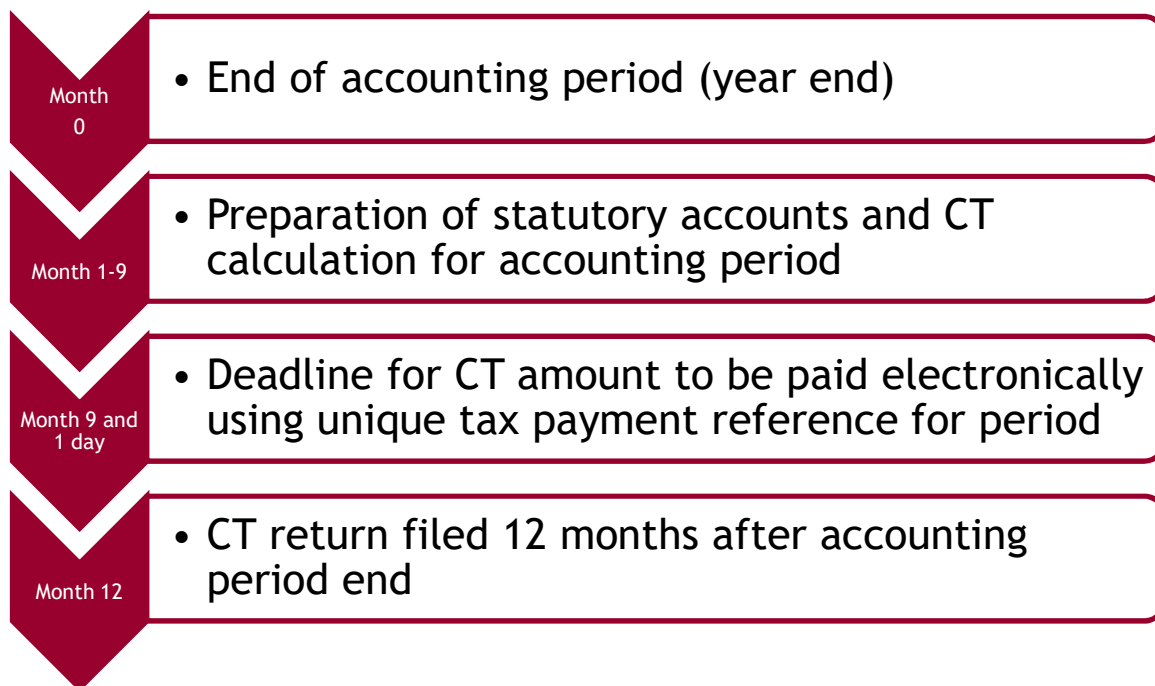 Month
0
• End of accounting period (year end)
Month 1-9
• Preparation of statutory accounts and CT
calculation for accounting period
Month 9 and
1 day
• Deadline for CT amount to be paid electronically
using unique tax payment reference for period
Month 12
• CT return filed 12 months after accounting
period end